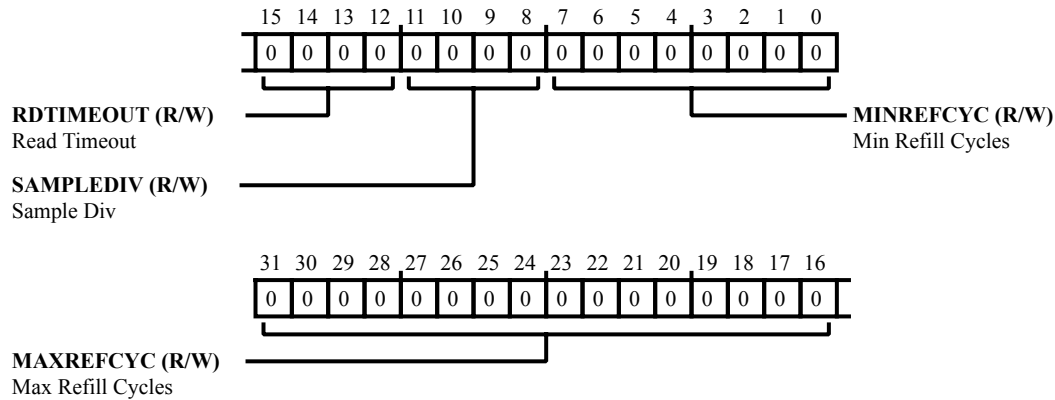 15 14 13 12 11 10 9 8 7 6 5 4 3 2 1 0
0 0 0 0 0 0 0 0 0 0 0 0 0 0 0 0
RDTIMEOUT (R/W)
Read Timeout
MINREFCYC (R/W)
Min Refill Cycles
SAMPLEDIV (R/W)
Sample Div
31 30 29 28 27 26 25 24 23 22 21 20 19 18 17 16
0 0 0 0 0 0 0 0 0 0 0 0 0 0 0 0
MAXREFCYC (R/W)
Max Refill Cycles